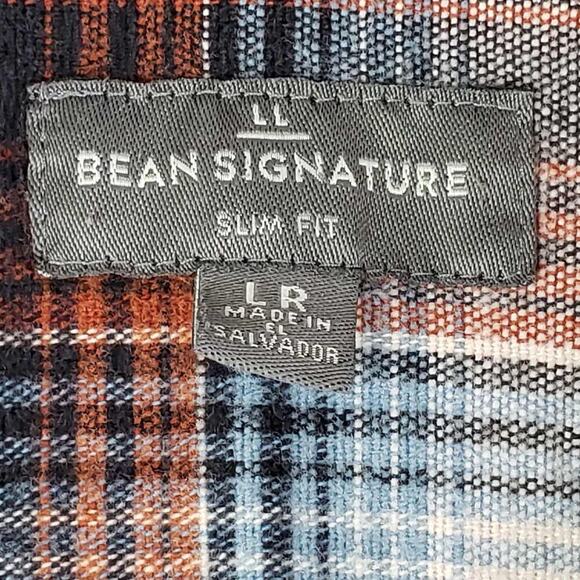 LL
BEAN SIGNATURE
SLIM FIT
LR
MADE IN
EL
SALVADOR